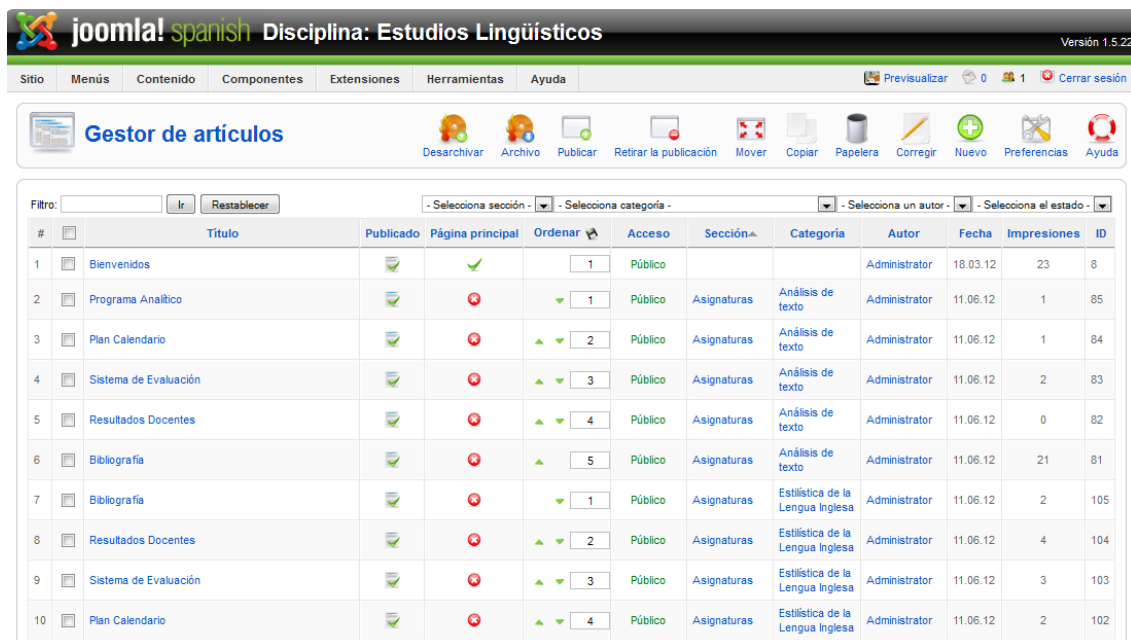 joomla! spanish Disciplina: Estudios Lingüísticos
Versión 1.5.22
Sitio Menús Contenido Componentes Extensiones Herramientas Ayuda Previsualizar 0 1 Cerrar sesión
Gestor de artículos
Desarchivar Archivo Publicar Retirar la publicación Mover Copiar Papelera Corregir Nuevo Preferencias Ayuda
Filtro: Ir Restablecer - Selecciona sección - - Selecciona categoría - - Selecciona un autor - - Selecciona el estado -
# Título Publicado Página principal Ordenar Acceso Sección Categoría Autor Fecha Impresiones ID
1 Bienvenidos 1 Público Administrator 18.03.12 23 8
2 Programa Analítico 1 Público Asignaturas Análisis de texto Administrator 11.06.12 1 85
3 Plan Calendario 2 Público Asignaturas Análisis de texto Administrator 11.06.12 1 84
4 Sistema de Evaluación 3 Público Asignaturas Análisis de texto Administrator 11.06.12 2 83
5 Resultados Docentes 4 Público Asignaturas Análisis de texto Administrator 11.06.12 0 82
6 Bibliografía 5 Público Asignaturas Análisis de texto Administrator 11.06.12 21 81
7 Bibliografía 1 Público Asignaturas Estilística de la Lengua Inglesa Administrator 11.06.12 2 105
8 Resultados Docentes 2 Público Asignaturas Estilística de la Lengua Inglesa Administrator 11.06.12 4 104
9 Sistema de Evaluación 3 Público Asignaturas Estilística de la Lengua Inglesa Administrator 11.06.12 3 103
10 Plan Calendario 4 Público Asignaturas Estilística de la Lengua Inglesa Administrator 11.06.12 2 102